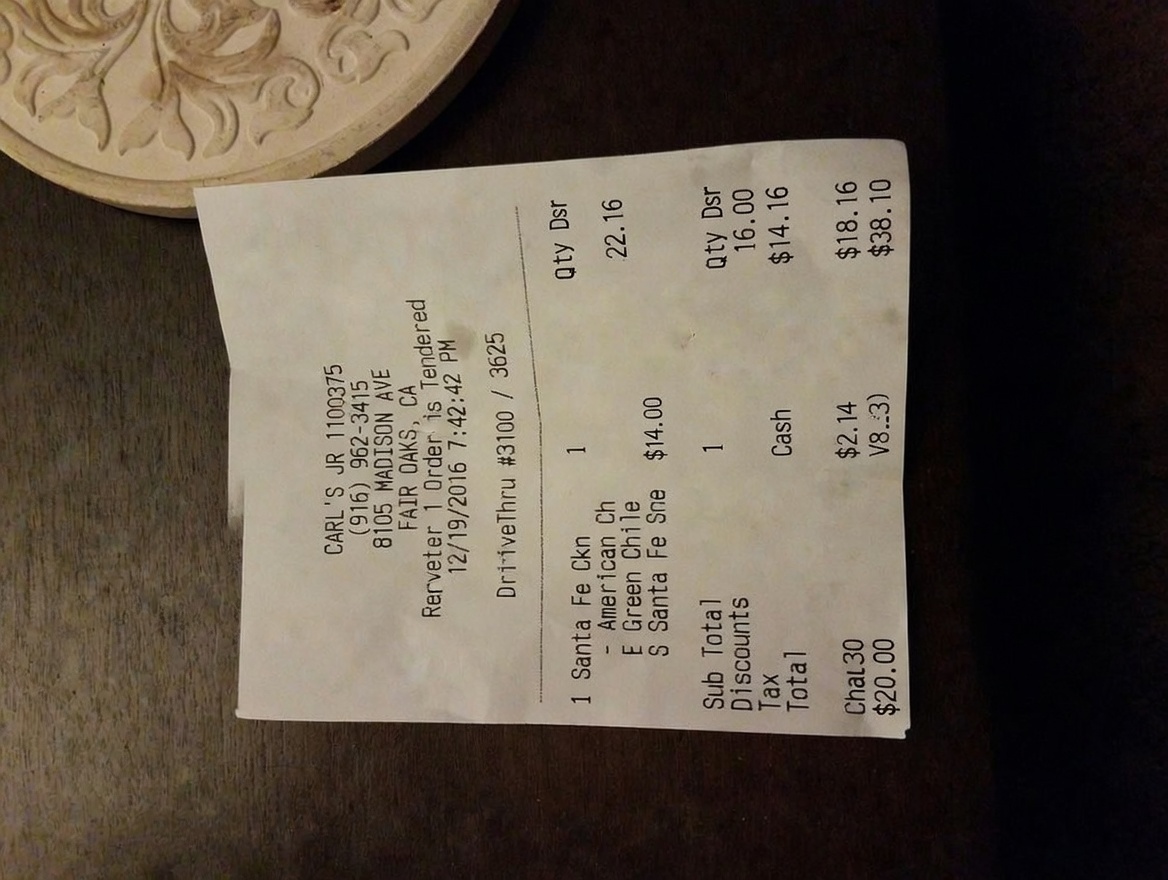 CARL'S JR 1100375
(916) 962-3415
8105 MADISON AVE
FAIR OAKS, CA
Rerveter 1 Order is Tendered
12/19/2016 7:42:42 PM
DriveThru #3100 / 3625
Qty Dsr
1 Santa Fe Ckn 1
- American Ch 22.16
E Green Chile
S Santa Fe Sne $14.00
Sub Total 1 Qty Dsr
Discounts 16.00
Tax $14.16
Total Cash
Chal30 $2.14 $18.16
$20.00 $38.10